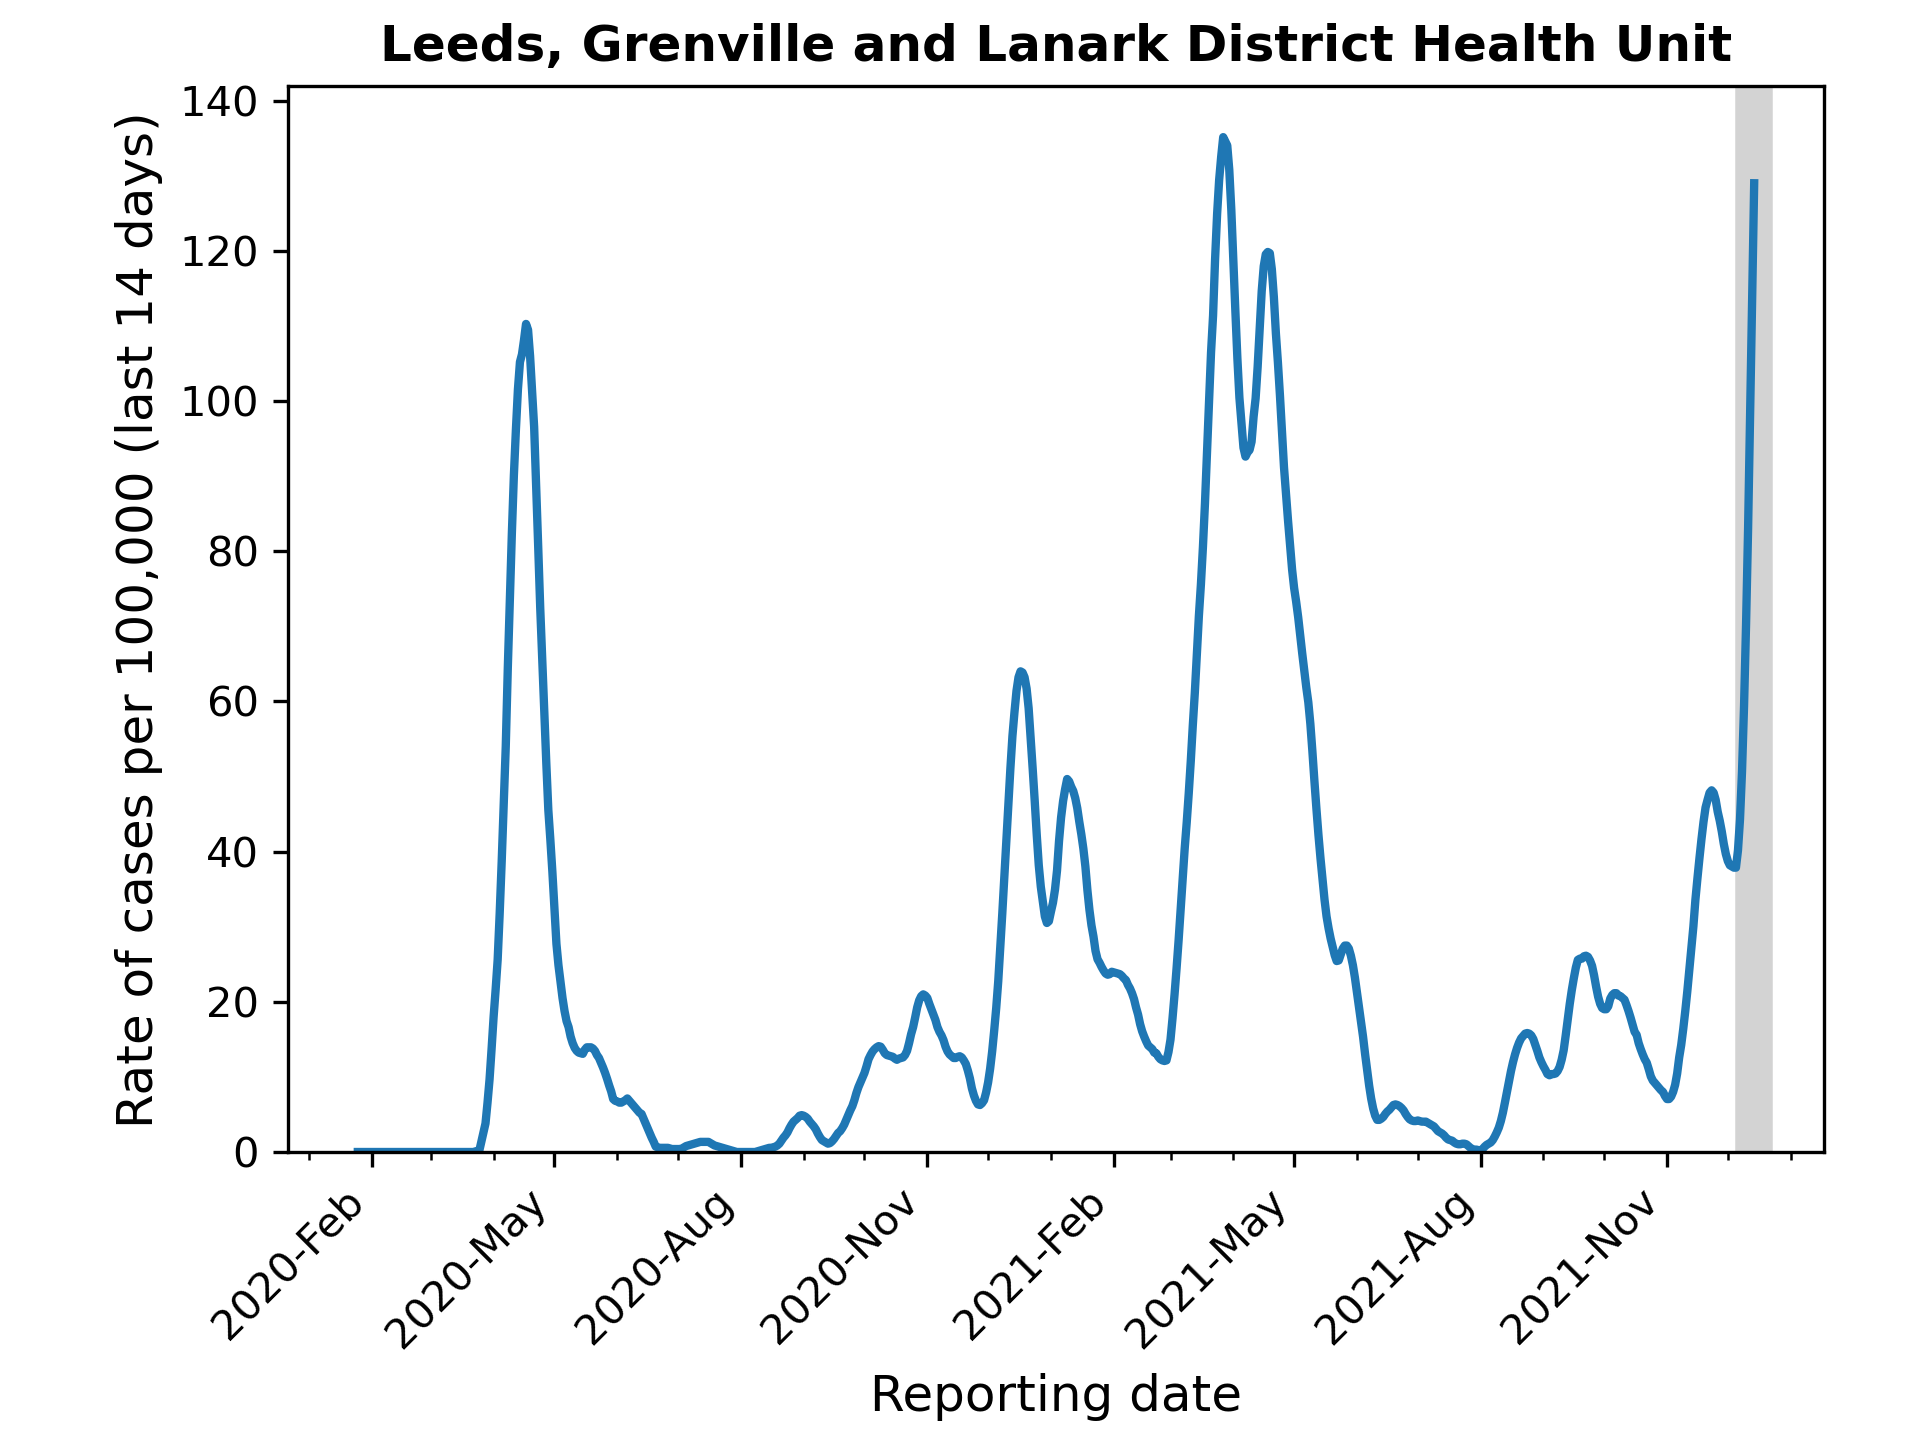 Leeds, Grenville and Lanark District Health Unit
Rate of cases per 100,000 (last 14 days)
140
120
100
80
60
40
20
0
2020-Feb
2020-May
2020-Aug
2020-Nov
2021-Feb
2021-May
2021-Aug
2021-Nov
Reporting date